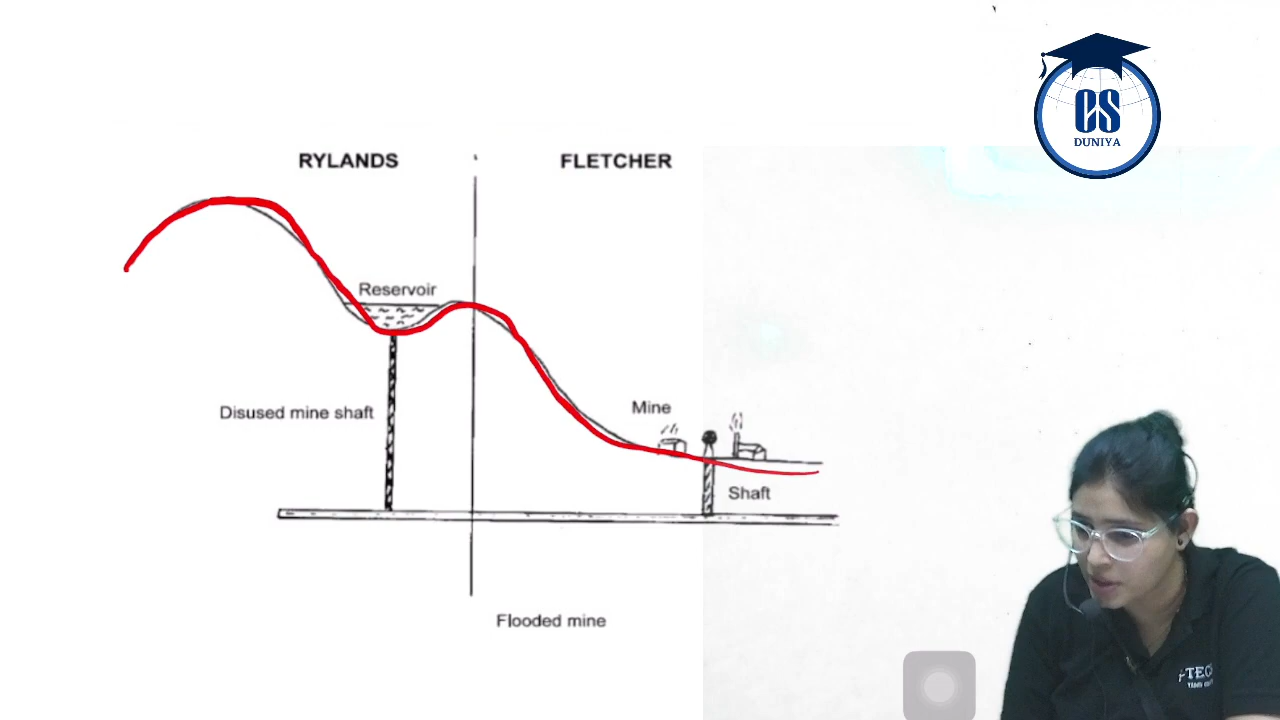 CS
DUNIYA
RYLANDS
FLETCHER
Reservoir
Disused mine shaft
Mine
Shaft
Flooded mine